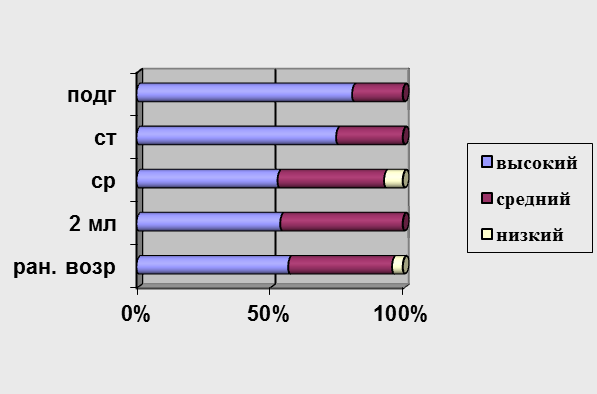 подг
ст
ср
2 мл
ран. возр
0% 50% 100%
высокий
средний
низкий